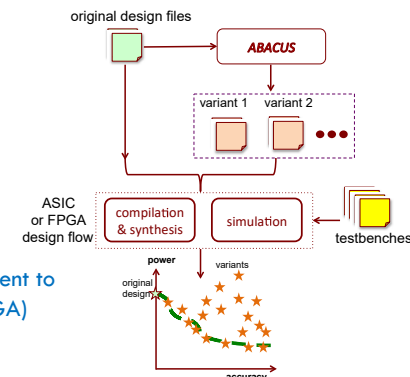 original design files
ABACUS
variant 1
variant 2
ASIC
or FPGA
design flow
compilation
& synthesis
simulation
testbenches
ent to
GA)
power
variants
original
design
accuracy